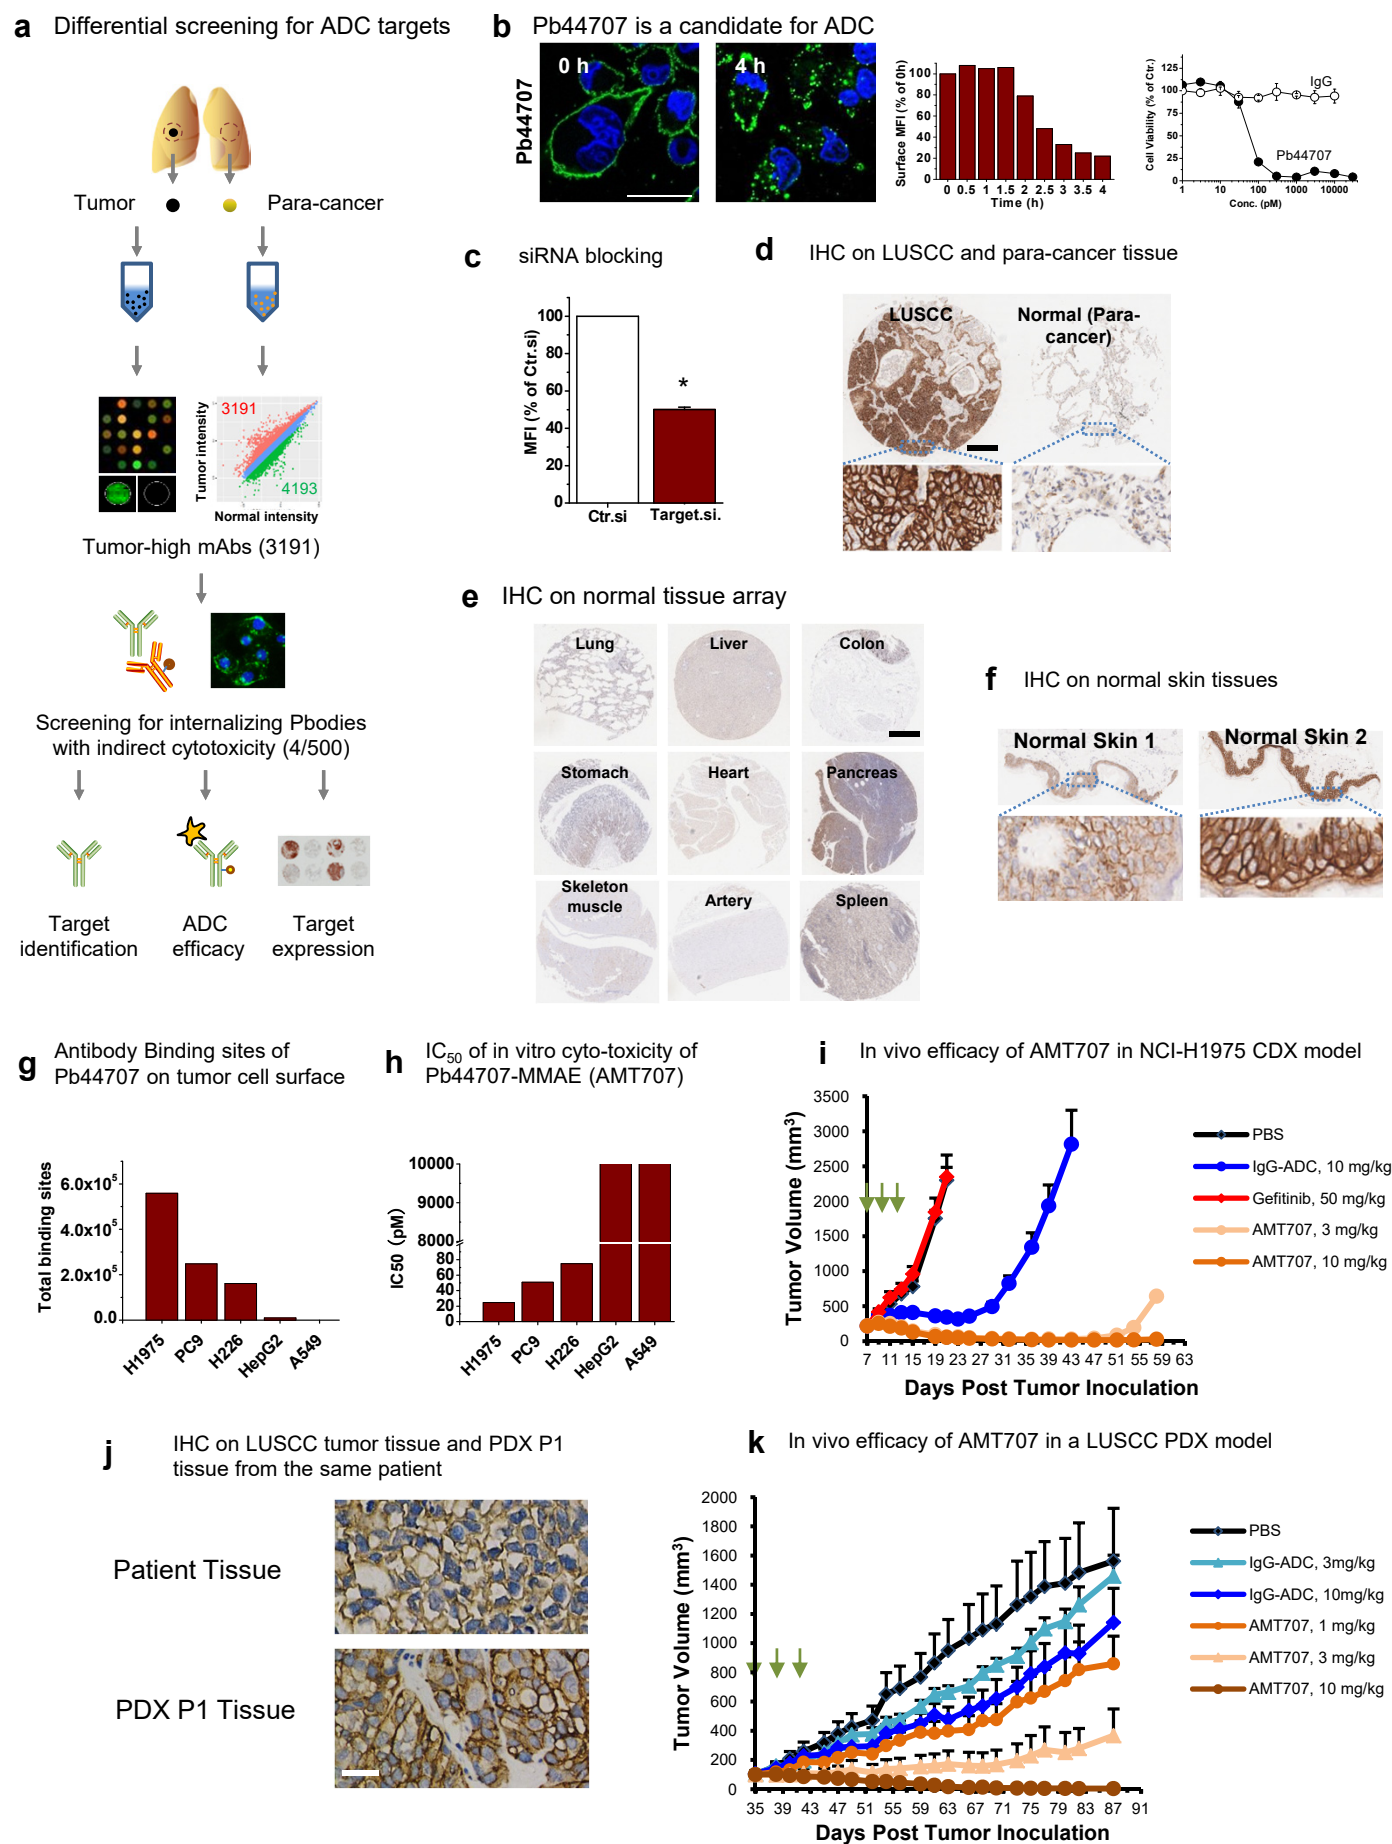 a Differential screening for ADC targets
Tumor
Para-cancer
3191
4193
Tumor intensity
Normal intensity
Tumor-high mAbs (3191)
Screening for internalizing Pbodies
with indirect cytotoxicity (4/500)
Target
identification
ADC
efficacy
Target
expression
b Pb44707 is a candidate for ADC
Pb44707
0 h
4 h
Surface MFI (% of 0h)
100
80
60
40
20
0
0 0.5 1 1.5 2 2.5 3 3.5 4
Time (h)
Cell Viability (% of Ctr.)
125
100
75
50
25
0
IgG
Pb44707
1 10 100 1000 10000
Conc. (pM)
c siRNA blocking
MFI (% of Ctr.si)
100
80
60
40
20
0
*
Ctr.si Target.si.
d IHC on LUSCC and para-cancer tissue
LUSCC
Normal (Para-
cancer)
e IHC on normal tissue array
Lung Liver Colon
Stomach Heart Pancreas
Skeleton
muscle
Artery Spleen
f IHC on normal skin tissues
Normal Skin 1 Normal Skin 2
g Antibody Binding sites of
Pb44707 on tumor cell surface
Total binding sites
6.0x10⁵
4.0x10⁵
2.0x10⁵
0.0
H1975 PC9 H226 HepG2 A549
h IC₅₀ of in vitro cyto-toxicity of
Pb44707-MMAE (AMT707)
IC50 (pM)
10000
9000
8000
80
60
40
20
0
H1975 PC9 H226 HepG2 A549
i In vivo efficacy of AMT707 in NCI-H1975 CDX model
Tumor Volume (mm³)
3500
3000
2500
2000
1500
1000
500
0
7 11 15 19 23 27 31 35 39 43 47 51 55 59 63
Days Post Tumor Inoculation
PBS
IgG-ADC, 10 mg/kg
Gefitinib, 50 mg/kg
AMT707, 3 mg/kg
AMT707, 10 mg/kg
j IHC on LUSCC tumor tissue and PDX P1
tissue from the same patient
Patient Tissue
PDX P1 Tissue
k In vivo efficacy of AMT707 in a LUSCC PDX model
Tumor Volume (mm³)
2000
1800
1600
1400
1200
1000
800
600
400
200
0
35 39 43 47 51 55 59 63 67 71 75 79 83 87 91
Days Post Tumor Inoculation
PBS
IgG-ADC, 3mg/kg
IgG-ADC, 10mg/kg
AMT707, 1 mg/kg
AMT707, 3 mg/kg
AMT707, 10 mg/kg